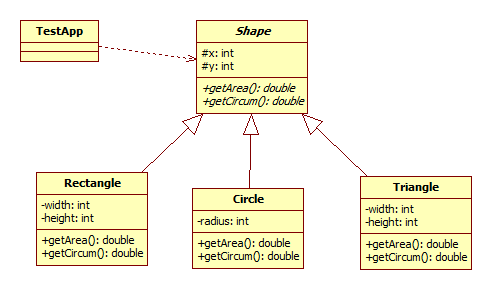 TestApp
Shape
#x: int
#y: int
+getArea(): double
+getCircum(): double
Rectangle
-width: int
-height: int
+getArea(): double
+getCircum(): double
Circle
-radius: int
+getArea(): double
+getCircum(): double
Triangle
-width: int
-height: int
+getArea(): double
+getCircum(): double